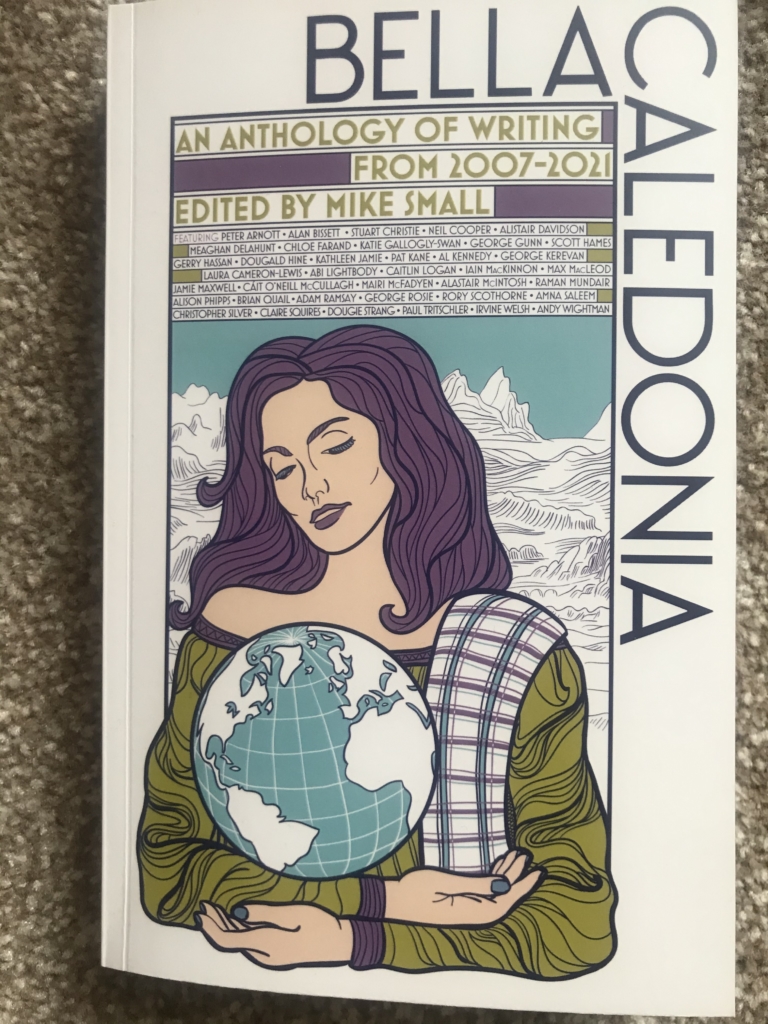 BELLA
CALEDONIA
AN ANTHOLOGY OF WRITING
FROM 2007-2021
EDITED BY MIKE SMALL
FEATURING PETER ARNOTT • ALAN BISSETT • STUART CHRISTIE • NEIL COOPER • ALISTAIR DAVIDSON
MEAGHAN DELAHUNT • CHLOE FARAND • KATIE GALLOGLY-SWAN • GEORGE GUNN • SCOTT HAMES
GERRY HASSAN • DOUGALD HINE • KATHLEEN JAMIE • PAT KANE • AL KENNEDY • GEORGE KEREVAN
LAURA CAMERON-LEWIS • ABI LIGHTBODY • CAITLIN LOGAN • IAIN MACKINNON • MAX MACLEOD
JAMIE MAXWELL • CÁIT O'NEILL MCCULLAGH • MAIRI MCFADYEN • ALASTAIR MCINTOSH • RAMAN MUNDAIR
ALISON PHIPPS • BRIAN QUAIL • ADAM RAMSAY • GEORGE ROSIE • RORY SCOTHORNE • AMNA SALEEM
CHRISTOPHER SILVER • CLAIRE SQUIRES • DOUGIE STRANG • PAUL TRITSCHLER • IRVINE WELSH • ANDY WIGHTMAN